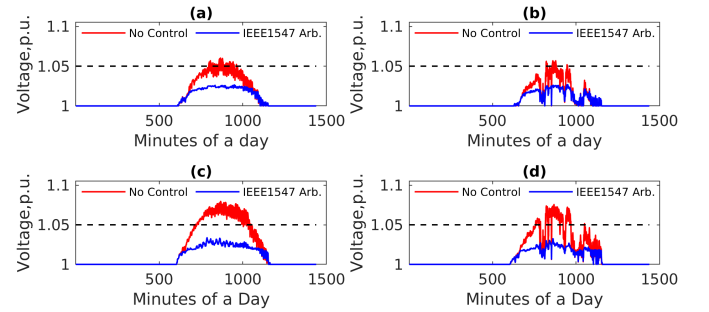 (a)
1.1
No Control IEEE1547 Arb.
1.05
1
Voltage,p.u.
500 1000 1500
Minutes of a day
(b)
1.1
No Control IEEE1547 Arb.
1.05
1
Voltage,p.u.
0 500 1000 1500
Minutes of a day
(c)
1.1
No Control IEEE1547 Arb.
1.05
1
Voltage,p.u.
500 1000 1500
Minutes of a Day
(d)
1.1
No Control IEEE1547 Arb.
1.05
1
Voltage,p.u.
0 500 1000 1500
Minutes of a Day